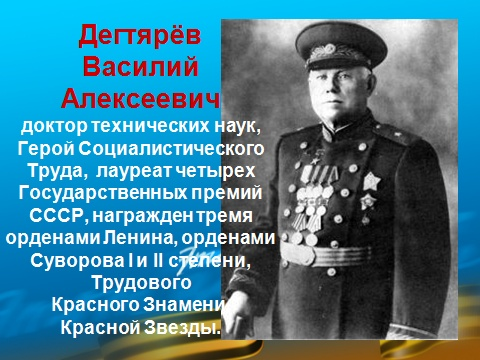 Дегтярёв
Василий
Алексеевич
доктор технических наук,
Герой Социалистического
Труда, лауреат четырех
Государственных премий
СССР, награжден тремя
орденами Ленина, орденами
Суворова I и II степени,
Трудового
Красного Знамени,
Красной Звезды.